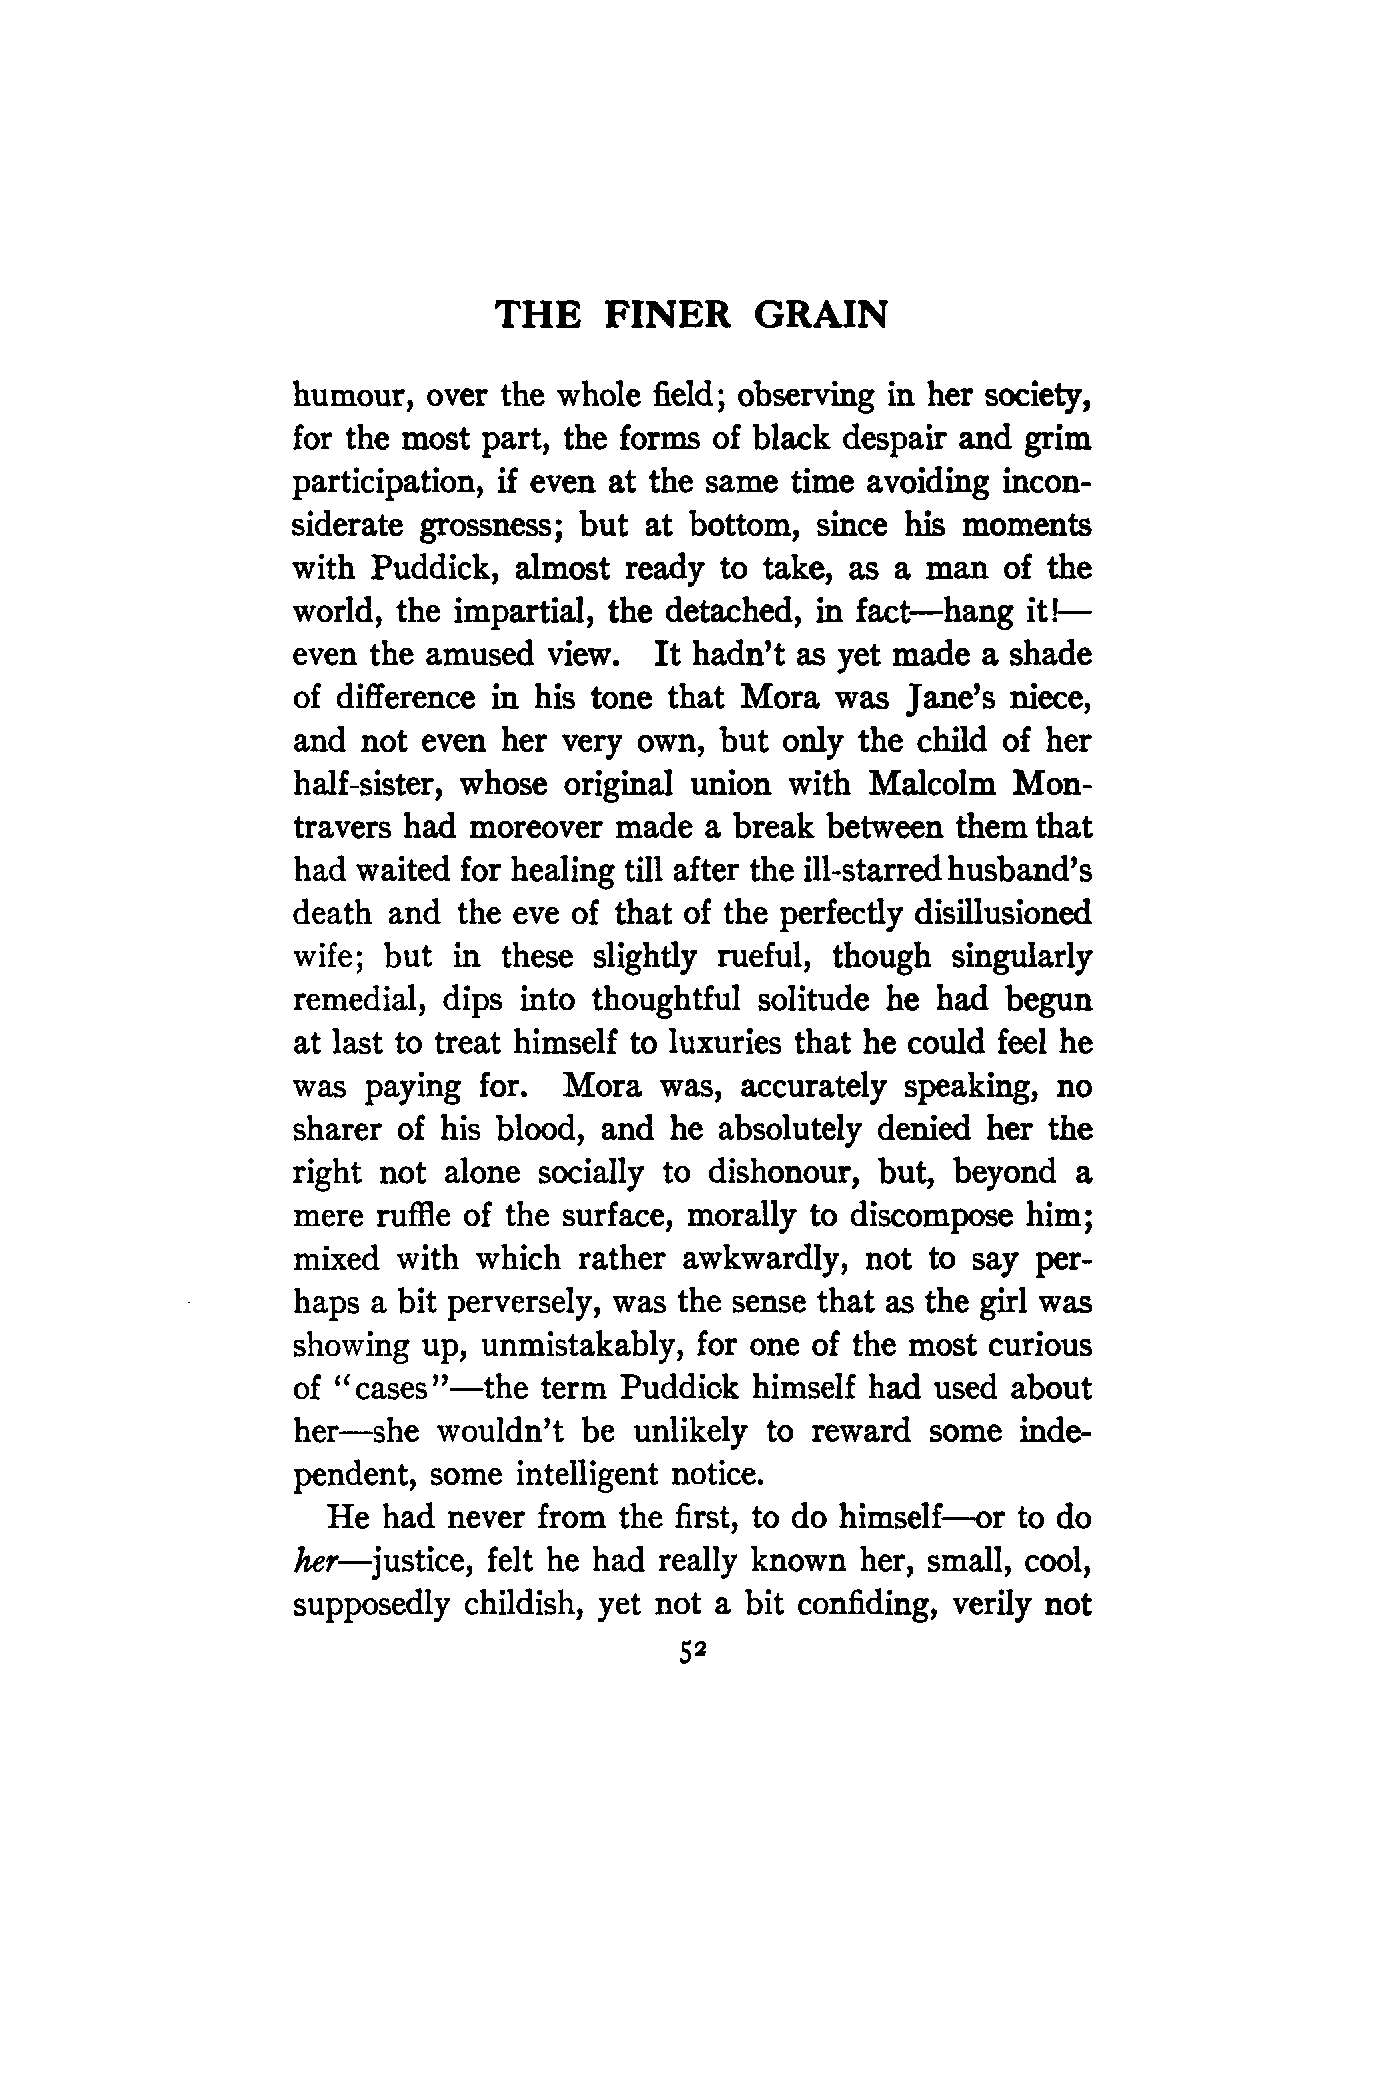 THE FINER GRAIN
humour, over the whole field; observing in her society,
for the most part, the forms of black despair and grim
participation, if even at the same time avoiding incon-
siderate grossness; but at bottom, since his moments
with Puddick, almost ready to take, as a man of the
world, the impartial, the detached, in fact—hang it!—
even the amused view. It hadn't as yet made a shade
of difference in his tone that Mora was Jane's niece,
and not even her very own, but only the child of her
half-sister, whose original union with Malcolm Mon-
travers had moreover made a break between them that
had waited for healing till after the ill-starred husband's
death and the eve of that of the perfectly disillusioned
wife; but in these slightly rueful, though singularly
remedial, dips into thoughtful solitude he had begun
at last to treat himself to luxuries that he could feel he
was paying for. Mora was, accurately speaking, no
sharer of his blood, and he absolutely denied her the
right not alone socially to dishonour, but, beyond a
mere ruffle of the surface, morally to discompose him;
mixed with which rather awkwardly, not to say per-
haps a bit perversely, was the sense that as the girl was
showing up, unmistakably, for one of the most curious
of "cases"—the term Puddick himself had used about
her—she wouldn't be unlikely to reward some inde-
pendent, some intelligent notice.
He had never from the first, to do himself—or to do
her—justice, felt he had really known her, small, cool,
supposedly childish, yet not a bit confiding, verily not
52